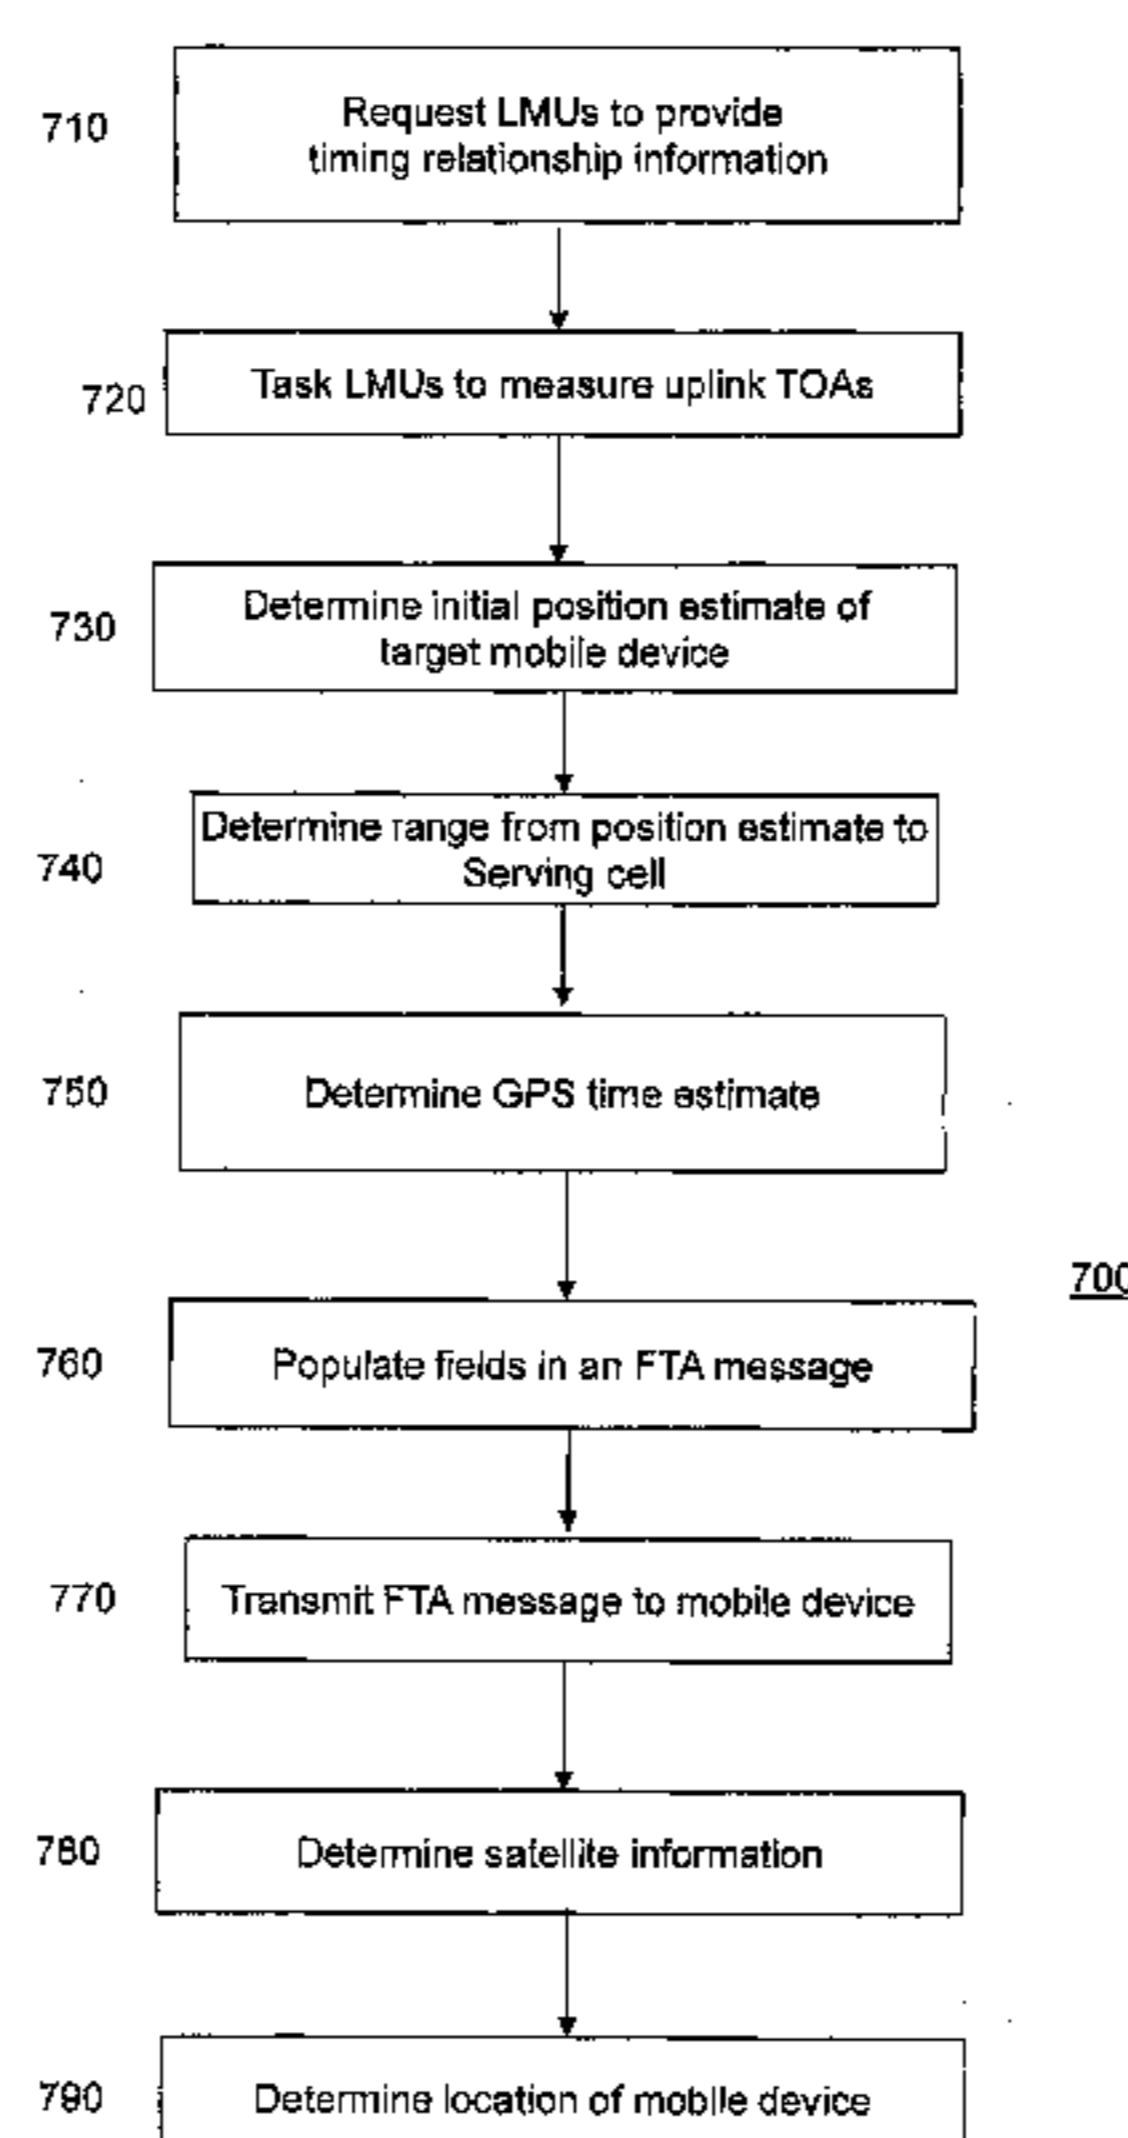 710
Request LMUs to provide
timing relationship information
720
Task LMUs to measure uplink TOAs
730
Determine initial position estimate of
target mobile device
740
Determine range from position estimate to
Serving cell
750
Determine GPS time estimate
700
760
Populate fields in an FTA message
770
Transmit FTA message to mobile device
780
Determine satellite information
790
Determine location of mobile device